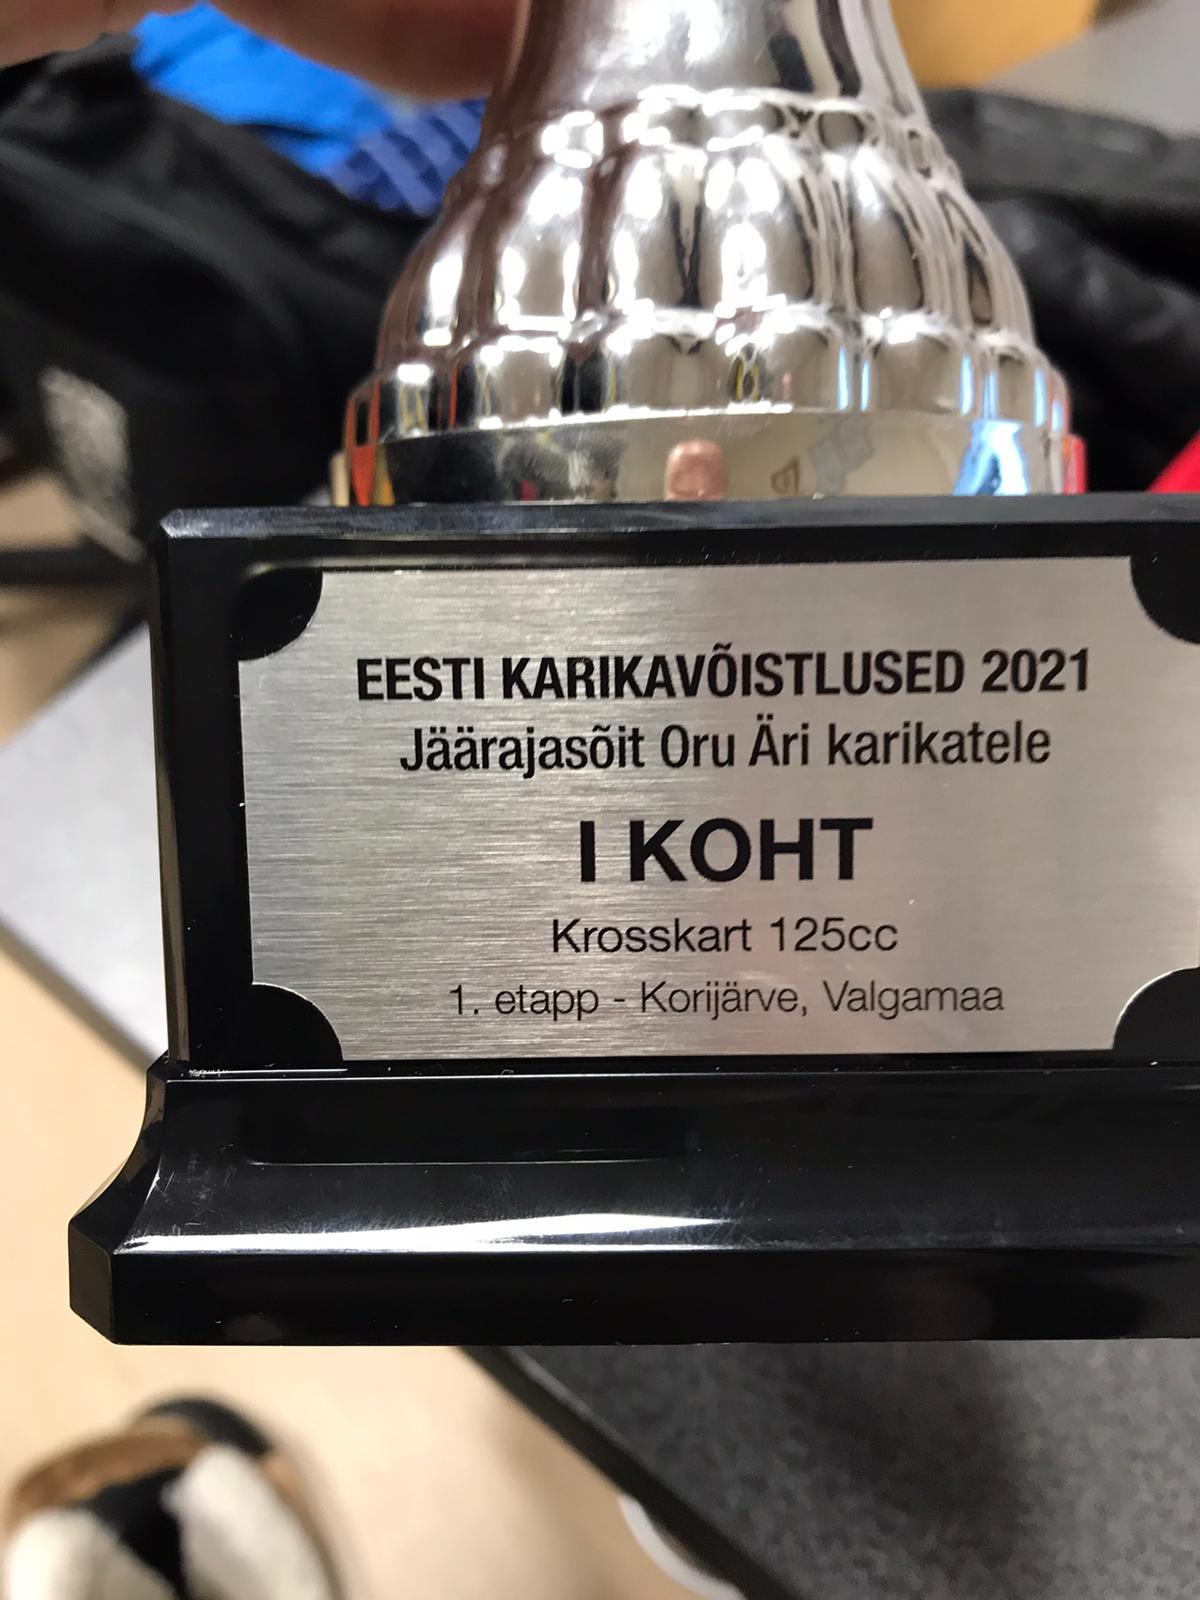 EESTI KARIKAVÕISTLUSED 2021
Jäärajasõit Oru Äri karikatele
I KOHT
Krosskart 125cc
1. etapp - Korijärve, Valgamaa